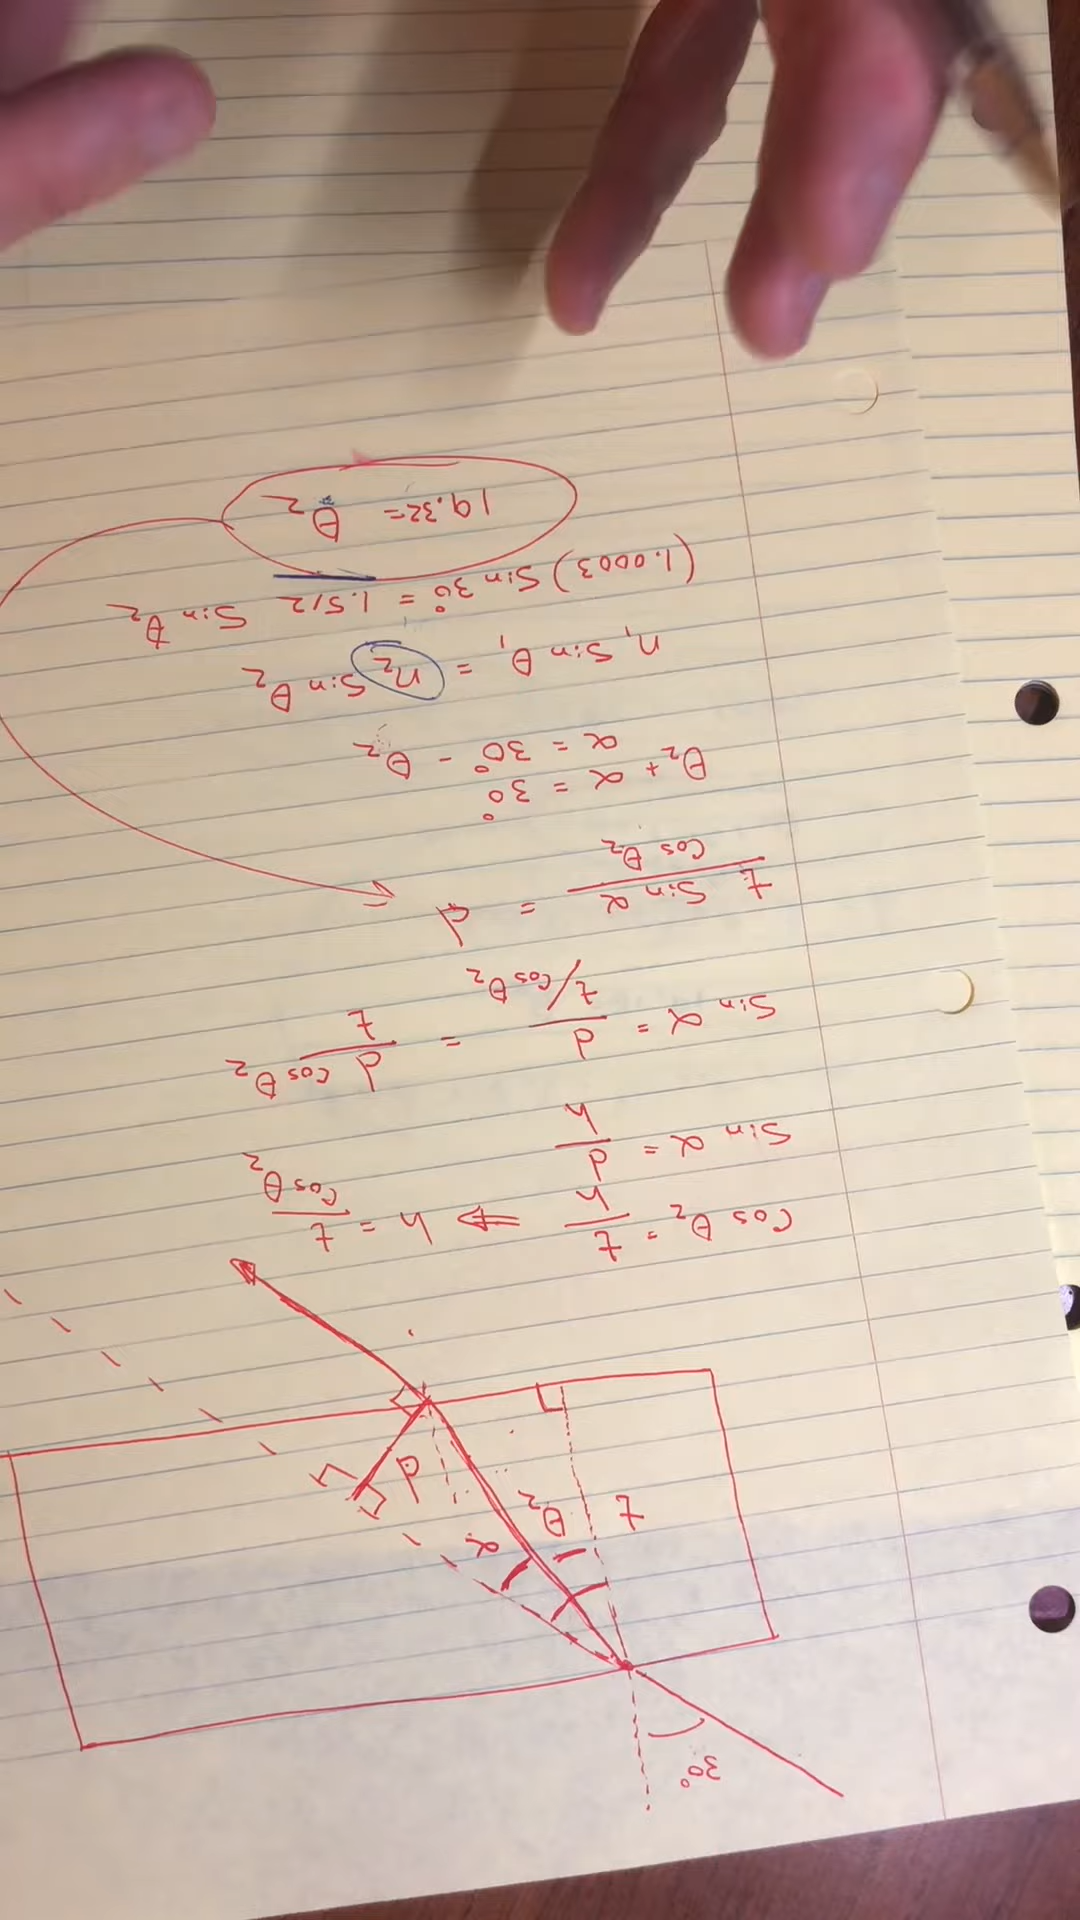 30°
t
θ₂
α
d
cos θ₂ = t/h ⇒ h = t/cos θ₂
sin α = d/h
sin α = d/(t/cos θ₂) = d cos θ₂/t
t sin α/cos θ₂ = d
θ₂ + α = 30°
α = 30° - θ₂
n₁ sin θ₁ = n₂ sin θ₂
(1.0003) sin 30° = 1.512 sin θ₂
19.32 = θ₂